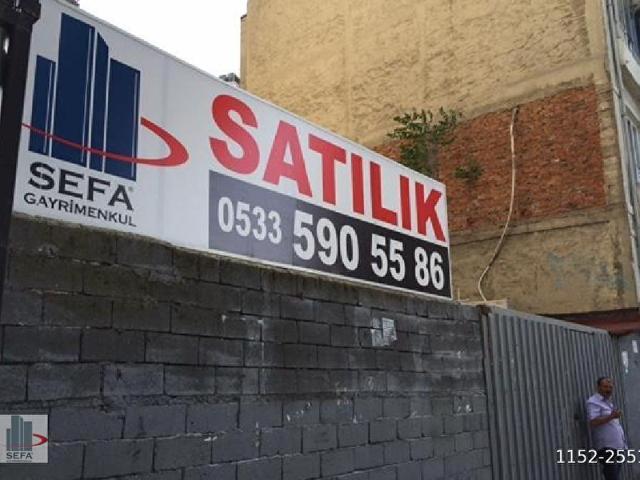 SEFA
GAYRİMENKUL
SATILIK
0533 590 55 86
SEFA
1152-2551